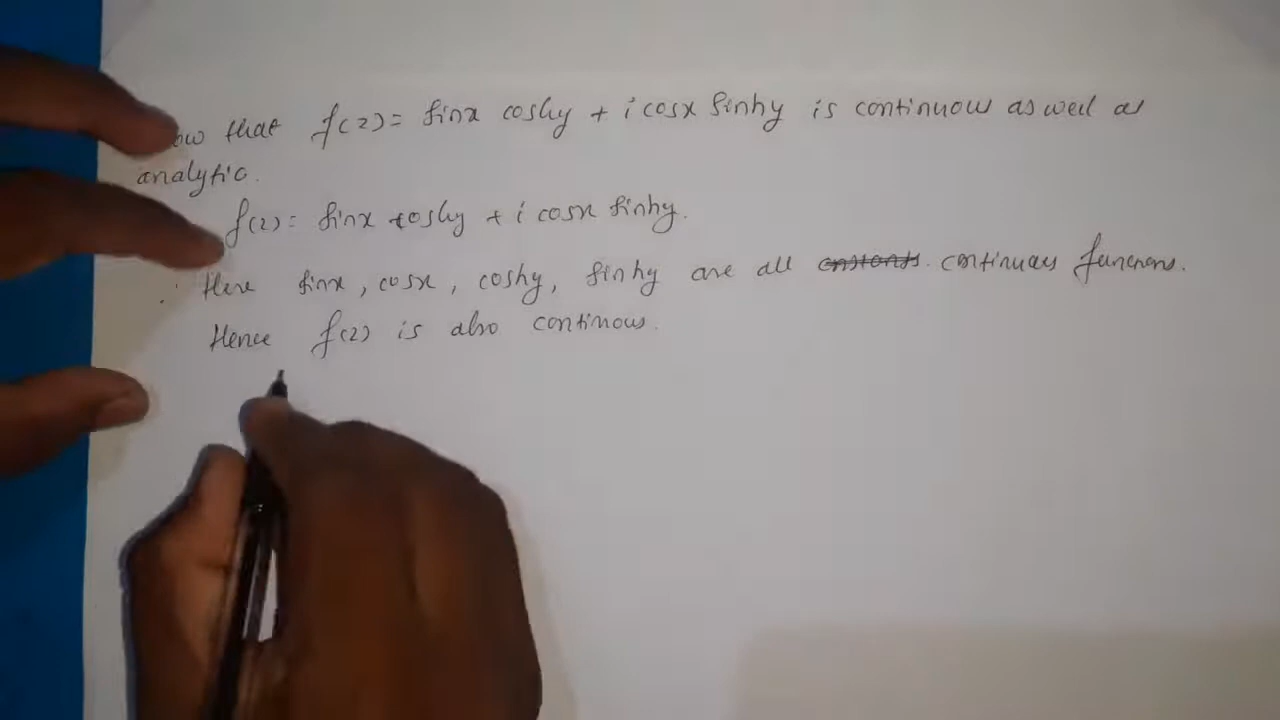 that f(z) = sinx coshy + i cosx sinhy is continuous as well as
analytic.
f(z) = sinx coshy + i cosx sinhy.
∴ Here sinx, cosx, coshy, sinhy are all constants. continuous functions.
Hence f(z) is also continous.